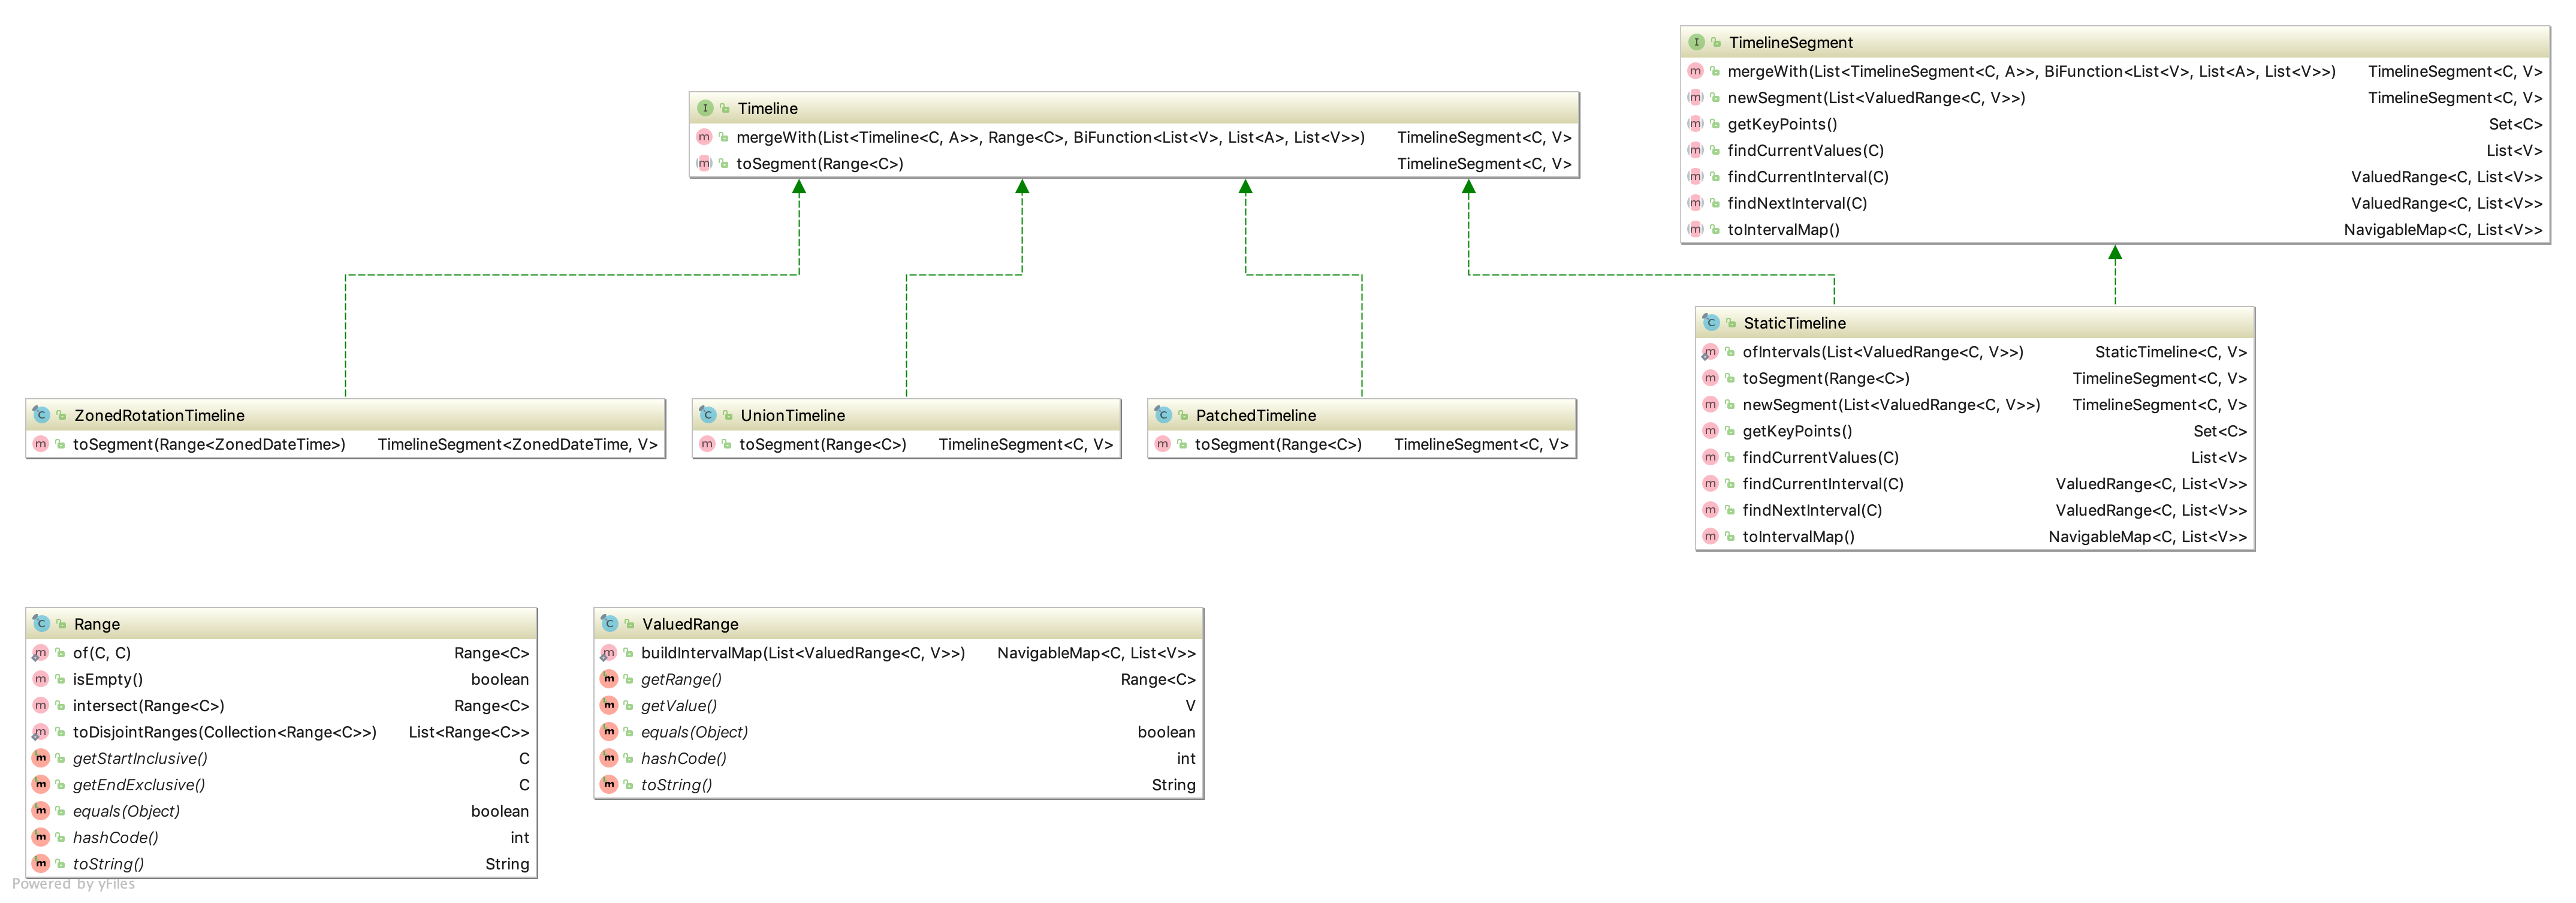 TimelineSegment
mergeWith(List<TimelineSegment<C, A>>, BiFunction<List<V>, List<A>, List<V>>) TimelineSegment<C, V>
newSegment(List<ValuedRange<C, V>>) TimelineSegment<C, V>
getKeyPoints() Set<C>
findCurrentValues(C) List<V>
findCurrentInterval(C) ValuedRange<C, List<V>>
findNextInterval(C) ValuedRange<C, List<V>>
toIntervalMap() NavigableMap<C, List<V>>
Timeline
mergeWith(List<Timeline<C, A>>, Range<C>, BiFunction<List<V>, List<A>, List<V>>) TimelineSegment<C, V>
toSegment(Range<C>) TimelineSegment<C, V>
StaticTimeline
ofIntervals(List<ValuedRange<C, V>>) StaticTimeline<C, V>
toSegment(Range<C>) TimelineSegment<C, V>
newSegment(List<ValuedRange<C, V>>) TimelineSegment<C, V>
getKeyPoints() Set<C>
findCurrentValues(C) List<V>
findCurrentInterval(C) ValuedRange<C, List<V>>
findNextInterval(C) ValuedRange<C, List<V>>
toIntervalMap() NavigableMap<C, List<V>>
ZonedRotationTimeline
toSegment(Range<ZonedDateTime>) TimelineSegment<ZonedDateTime, V>
UnionTimeline
toSegment(Range<C>) TimelineSegment<C, V>
PatchedTimeline
toSegment(Range<C>) TimelineSegment<C, V>
Range
of(C, C) Range<C>
isEmpty() boolean
intersect(Range<C>) Range<C>
toDisjointRanges(Collection<Range<C>>) List<Range<C>>
getStartInclusive() C
getEndExclusive() C
equals(Object) boolean
hashCode() int
toString() String
ValuedRange
buildIntervalMap(List<ValuedRange<C, V>>) NavigableMap<C, List<V>>
getRange() Range<C>
getValue() V
equals(Object) boolean
hashCode() int
toString() String
Powered by yFiles